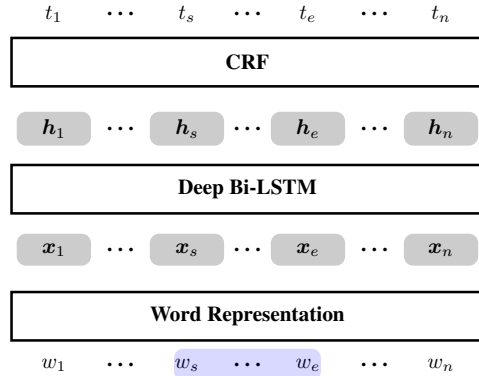 t₁ ··· tₛ ··· tₑ ··· tₙ
CRF
h₁ ··· hₛ ··· hₑ ··· hₙ
Deep Bi-LSTM
x₁ ··· xₛ ··· xₑ ··· xₙ
Word Representation
w₁ ··· wₛ ··· wₑ ··· wₙ